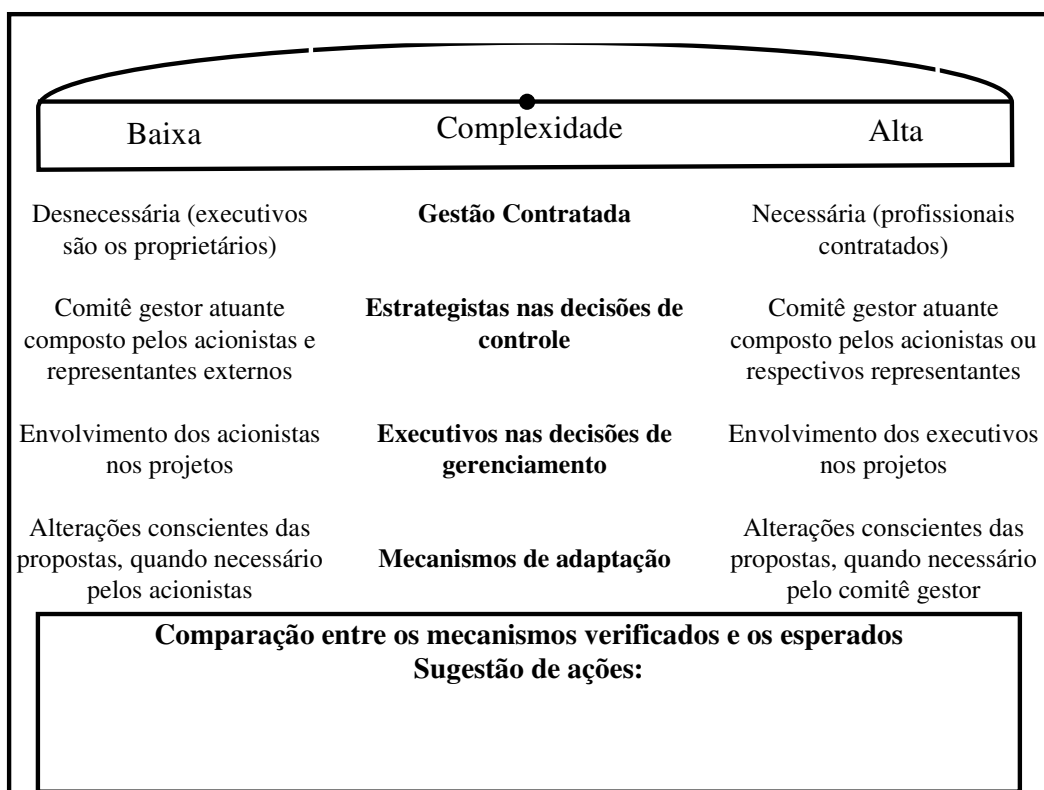 Baixa Complexidade Alta
Desnecessária (executivos
são os proprietários)
Gestão Contratada
Necessária (profissionais
contratados)
Comitê gestor atuante
composto pelos acionistas e
representantes externos
Estrategistas nas decisões de
controle
Comitê gestor atuante
composto pelos acionistas ou
respectivos representantes
Envolvimento dos acionistas
nos projetos
Executivos nas decisões de
gerenciamento
Envolvimento dos executivos
nos projetos
Alterações conscientes das
propostas, quando necessário
pelos acionistas
Mecanismos de adaptação
Alterações conscientes das
propostas, quando necessário
pelo comitê gestor
Comparação entre os mecanismos verificados e os esperados
Sugestão de ações: